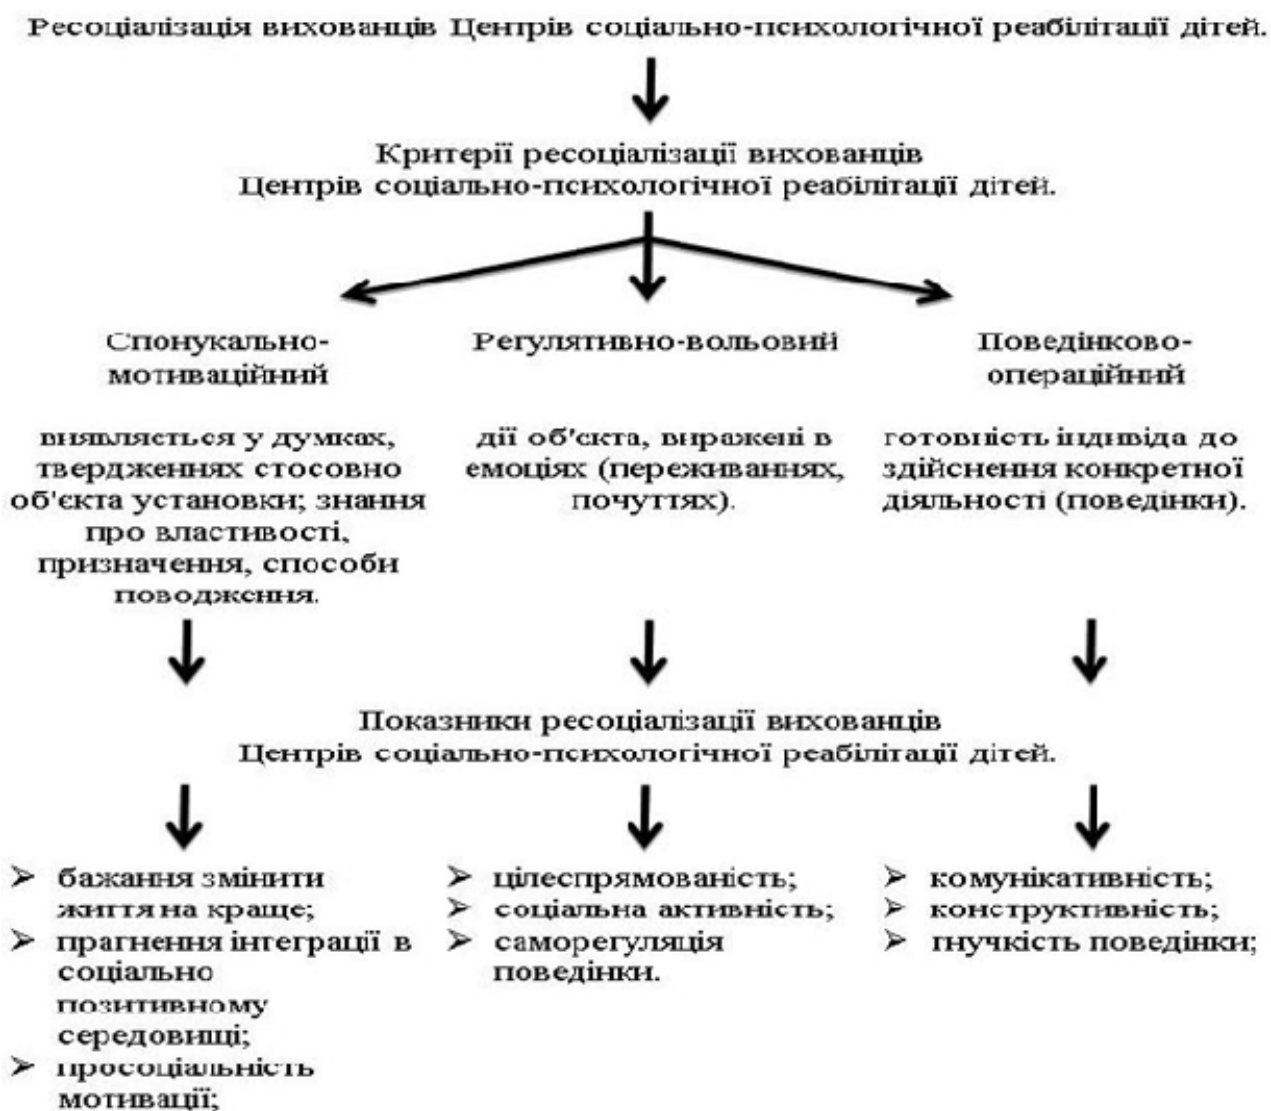 Ресоціалізація вихованців Центрів соціально-психологічної реабілітації дітей.
Критерії ресоціалізації вихованців
Центрів соціально-психологічної реабілітації дітей.
Спонукально-
мотиваційний
виявляється у думках,
твердженнях стосовно
об'єкта установки; знання
про властивості,
призначення, способи
поводження.
Регулятивно-вольовий
дії об'єкта, виражені в
емоціях (переживаннях,
почуттях).
Поведінково-
операційний
готовність індивіда до
здійснення конкретної
діяльності (поведінки).
Показники ресоціалізації вихованців
Центрів соціально-психологічної реабілітації дітей.
➢ бажання змінити
життя на краще;
➢ прагнення інтеграції в
соціально
позитивному
середовищі;
➢ просоціальність
мотивації;
➢ цілеспрямованість;
➢ соціальна активність;
➢ саморегуляція
поведінки.
➢ комунікативність;
➢ конструктивність;
➢ гнучкість поведінки;